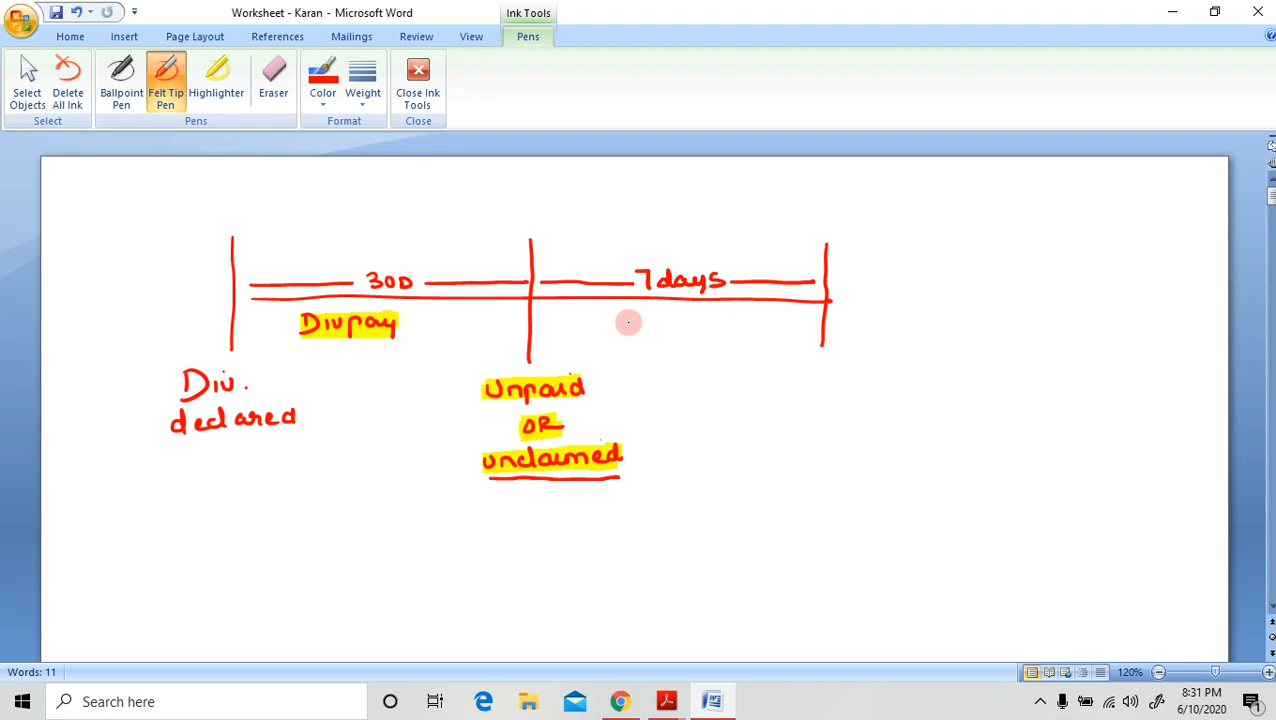 Worksheet - Karan - Microsoft Word
Ink Tools
Home
Insert
Page Layout
References
Mailings
Review
View
Pens
Select Objects
Delete All Ink
Ballpoint Pen
Felt Tip Pen
Highlighter
Eraser
Color
Weight
Close Ink Tools
Select
Pens
Format
Close
30D
7days
Divpay
Div.
declared
Unpaid
OR
unclaimed
Words: 11
120%
Search here
8:31 PM
6/10/2020